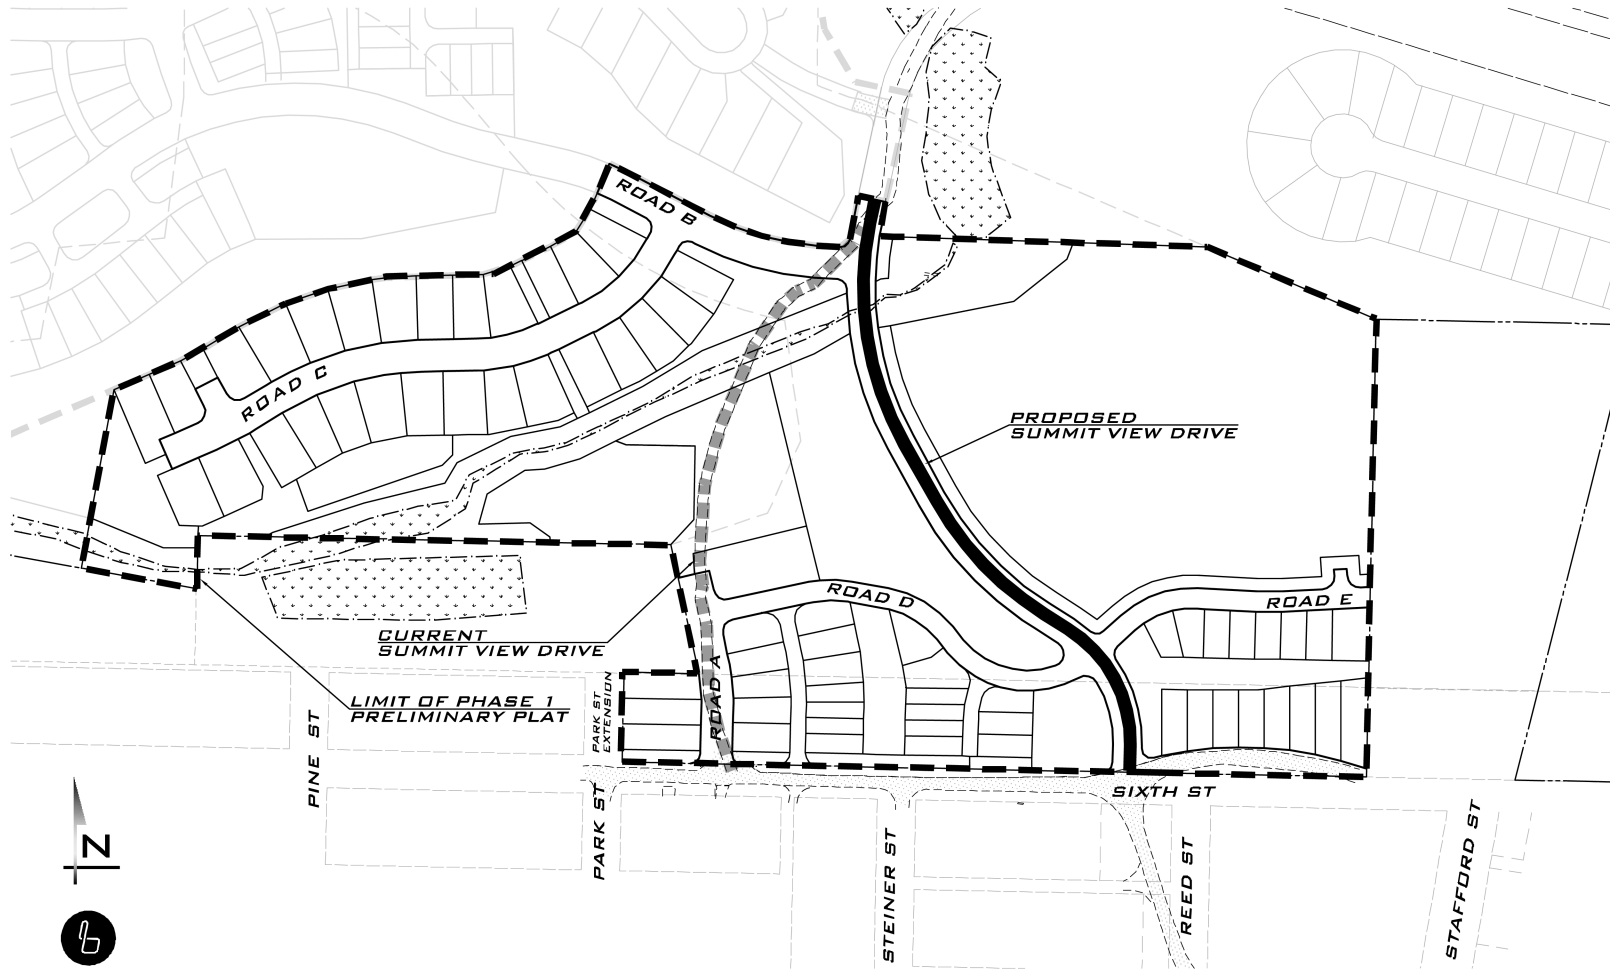 ROAD B
ROAD C
PROPOSED
SUMMIT VIEW DRIVE
ROAD D
ROAD E
CURRENT
SUMMIT VIEW DRIVE
LIMIT OF PHASE 1
PRELIMINARY PLAT
PARK ST
EXTENSION
ROAD A
PINE ST
PARK ST
SIXTH ST
STEINER ST
REED ST
STAFFORD ST
N